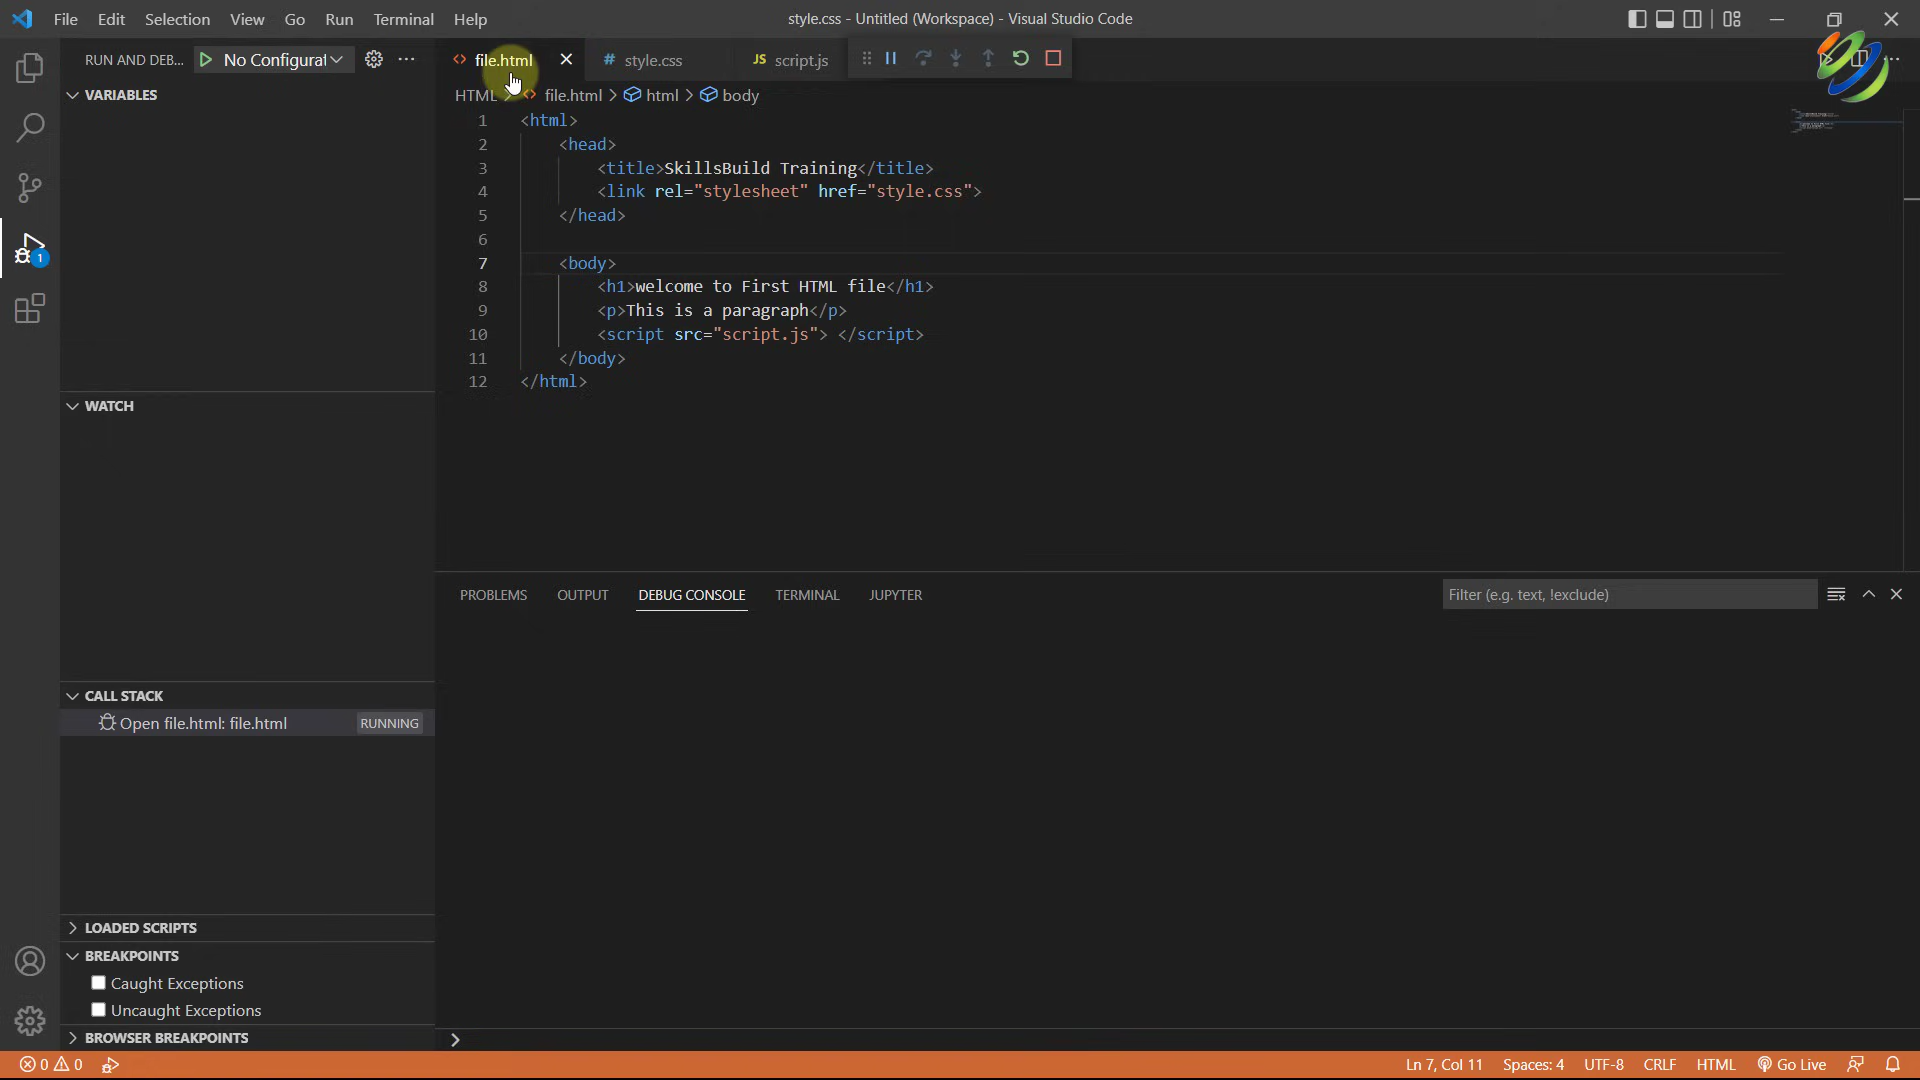 File Edit Selection View Go Run Terminal Help
style.css - Untitled (Workspace) - Visual Studio Code
RUN AND DEB... No Configurat
file.html style.css JS script.js
VARIABLES
HTML > file.html > html > body
1 <html>
2 <head>
3 <title>SkillsBuild Training</title>
4 <link rel="stylesheet" href="style.css">
5 </head>
6
7 <body>
8 <h1>welcome to First HTML file</h1>
9 <p>This is a paragraph</p>
10 <script src="script.js"> </script>
11 </body>
12 </html>
WATCH
PROBLEMS OUTPUT DEBUG CONSOLE TERMINAL JUPYTER
Filter (e.g. text, !exclude)
CALL STACK
Open file.html: file.html RUNNING
LOADED SCRIPTS
BREAKPOINTS
Caught Exceptions
Uncaught Exceptions
BROWSER BREAKPOINTS
1
0 0
Ln 7, Col 11 Spaces: 4 UTF-8 CRLF HTML Go Live